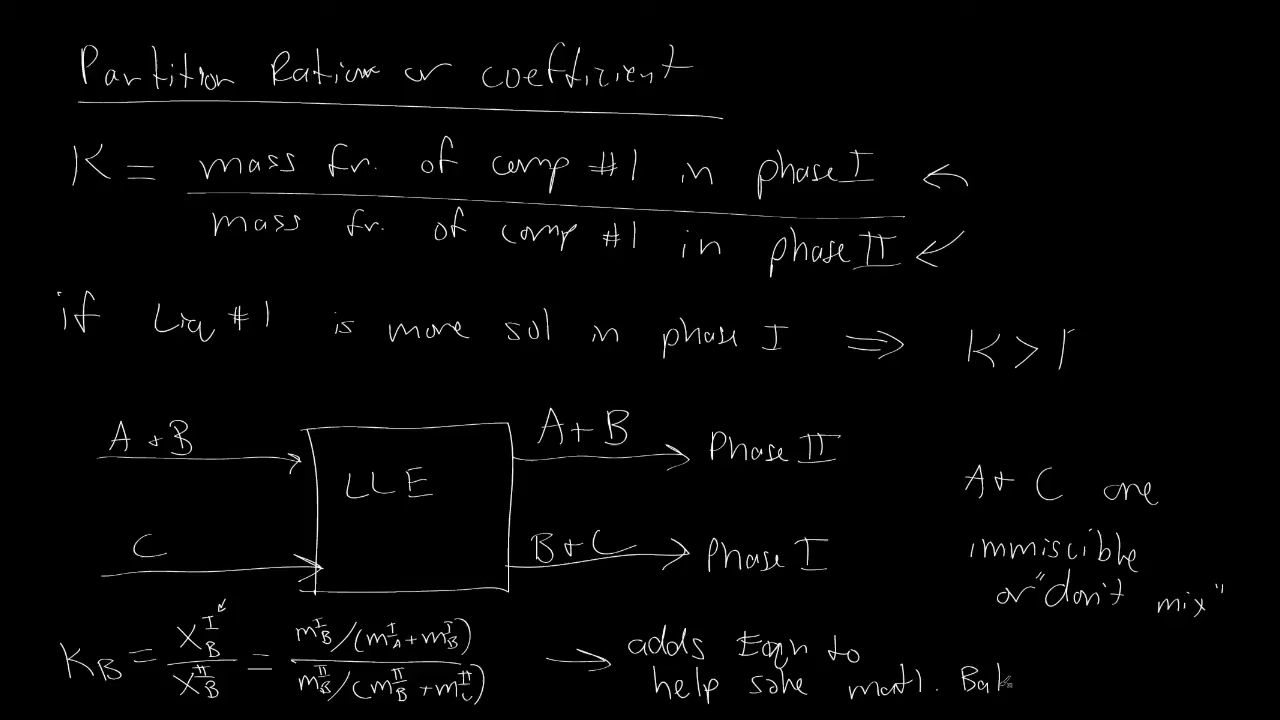 Partition Ration or coefficient
K = mass fr. of comp #1 in phase I
mass fr. of comp #1 in phase II
if Liq #1 is more sol in phase I ⇒ K > 1
A + B
A + B
Phase II
LLE
C
B + C
Phase I
A + C are
immiscible
or "don't mix"
K_B = X_B^I / X_B^II = m_B^I/(m_A^I + m_B^I) / m_B^II/(m_B^II + m_C^II) → adds Eqn to
help solve matl. Bal